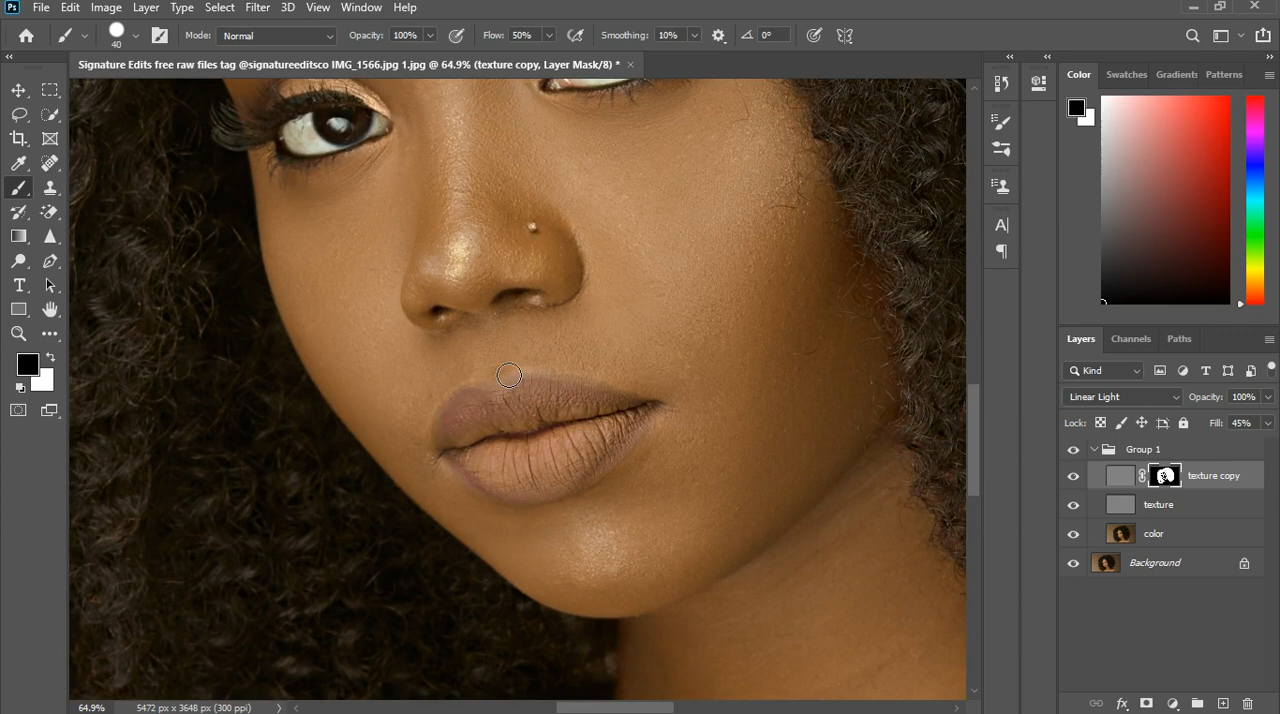 Ps File Edit Image Layer Type Select Filter 3D View Window Help
40 Mode: Normal Opacity: 100% Flow: 50% Smoothing: 10% 0°
Signature Edits free raw files tag @signatureeditsco IMG_1566.jpg 1.jpg @ 64.9% (texture copy, Layer Mask/8) * ×
Color Swatches Gradients Patterns
Layers Channels Paths
Kind
Linear Light Opacity: 100%
Lock: Fill: 45%
Group 1
texture copy
texture
color
Background
64.9% 5472 px x 3648 px (300 ppi)